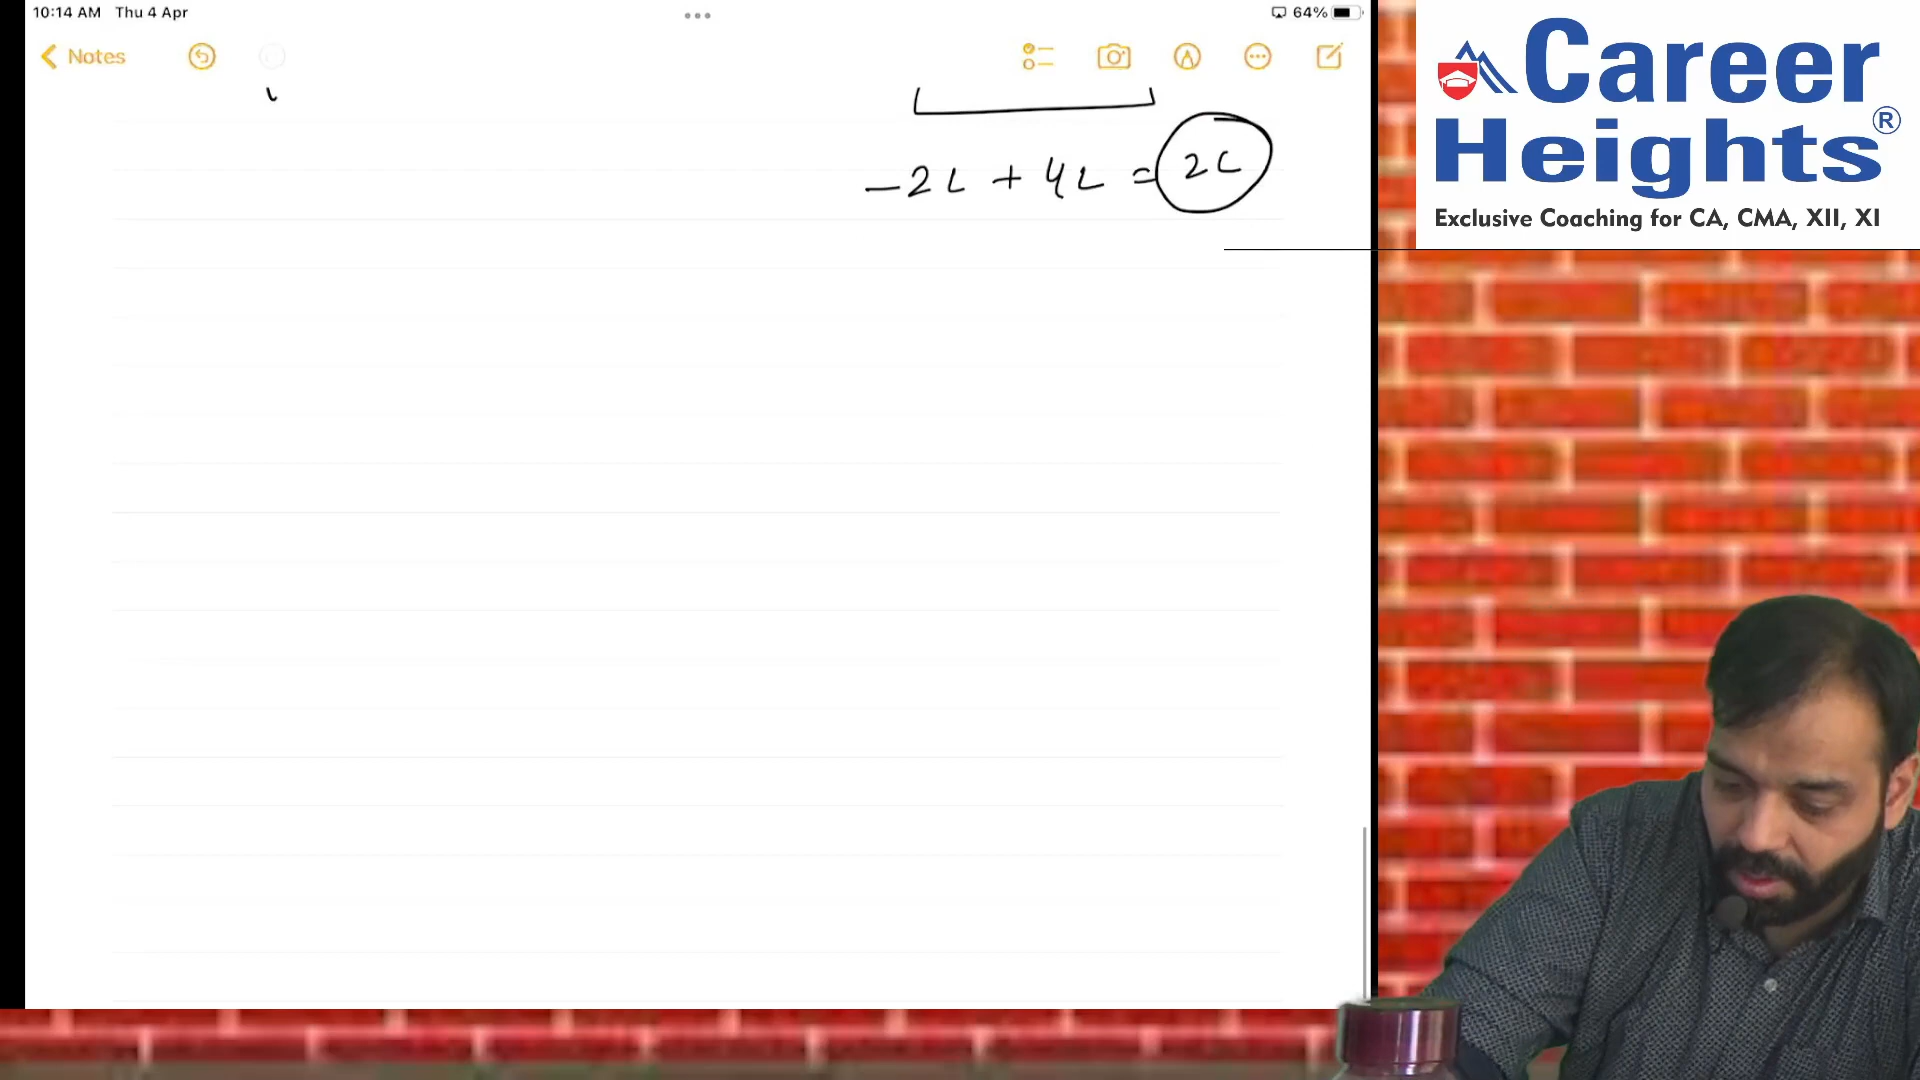 10:14 AM Thu 4 Apr
64%
Notes
-2L + 4L = 2L
Career
Heights®
Exclusive Coaching for CA, CMA, XII, XI